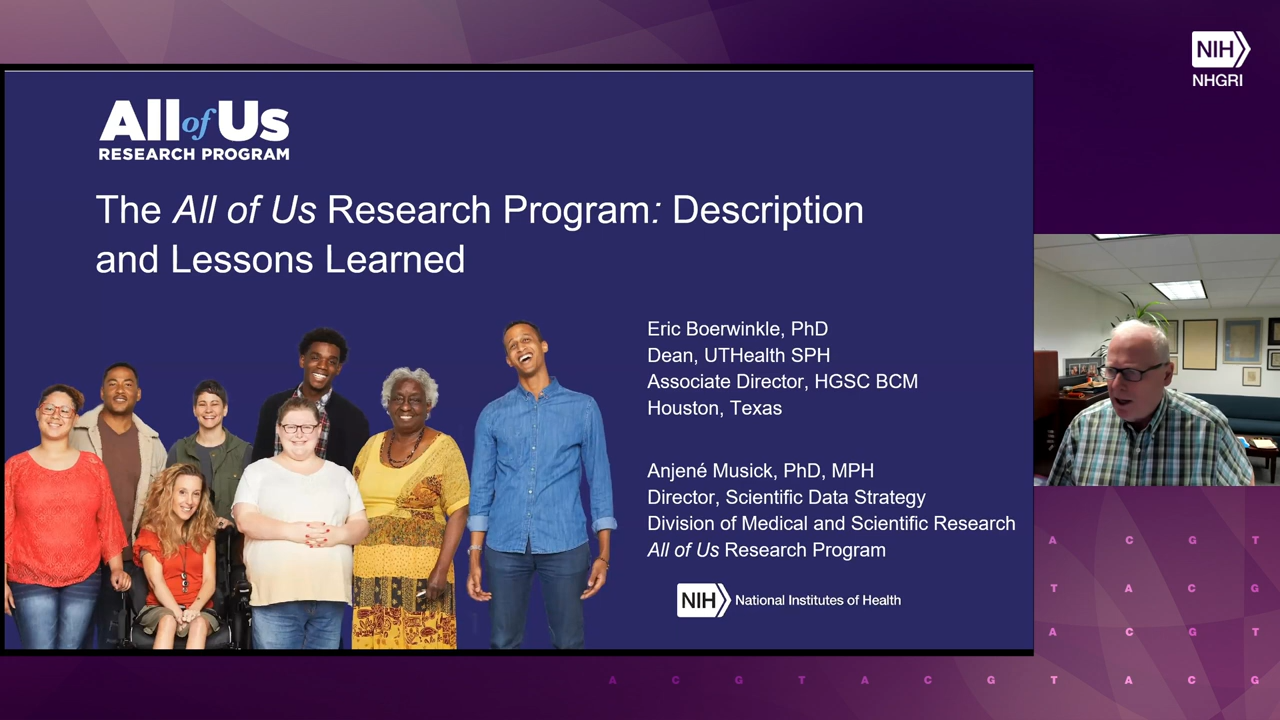 NIH
NHGRI
All of Us
RESEARCH PROGRAM
The All of Us Research Program: Description
and Lessons Learned
Eric Boerwinkle, PhD
Dean, UTHealth SPH
Associate Director, HGSC BCM
Houston, Texas
Anjené Musick, PhD, MPH
Director, Scientific Data Strategy
Division of Medical and Scientific Research
All of Us Research Program
NIH National Institutes of Health
A C G T
T A C G
A C G T
A C G T A C G T A C G